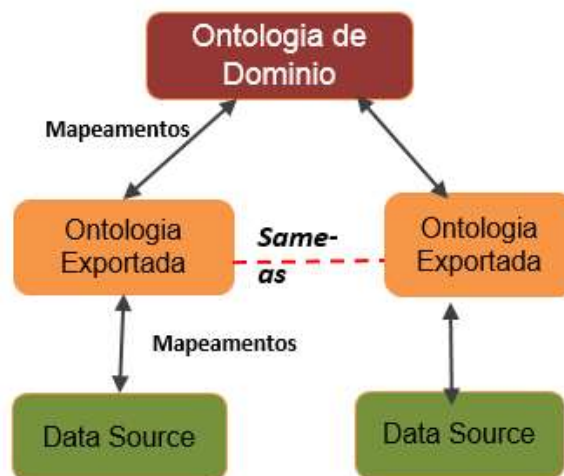 Ontologia de
Dominio
Mapeamentos
Ontologia
Exportada
Same-
as
Ontologia
Exportada
Mapeamentos
Data Source
Data Source